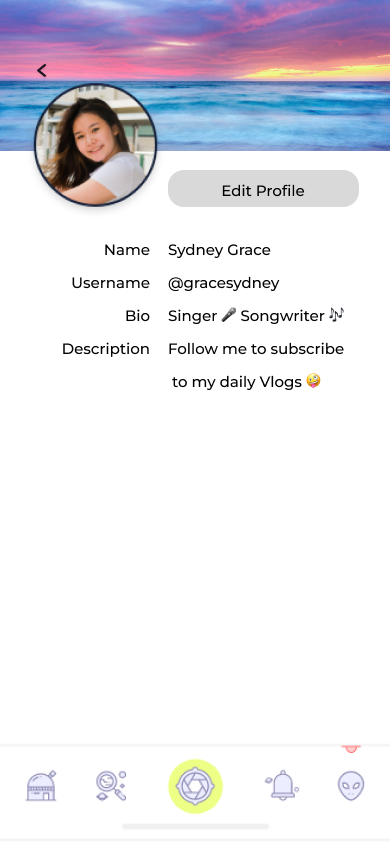 Edit Profile
Name Sydney Grace
Username @gracesydney
Bio Singer 🎤 Songwriter 🎶
Description Follow me to subscribe
to my daily Vlogs 🤪